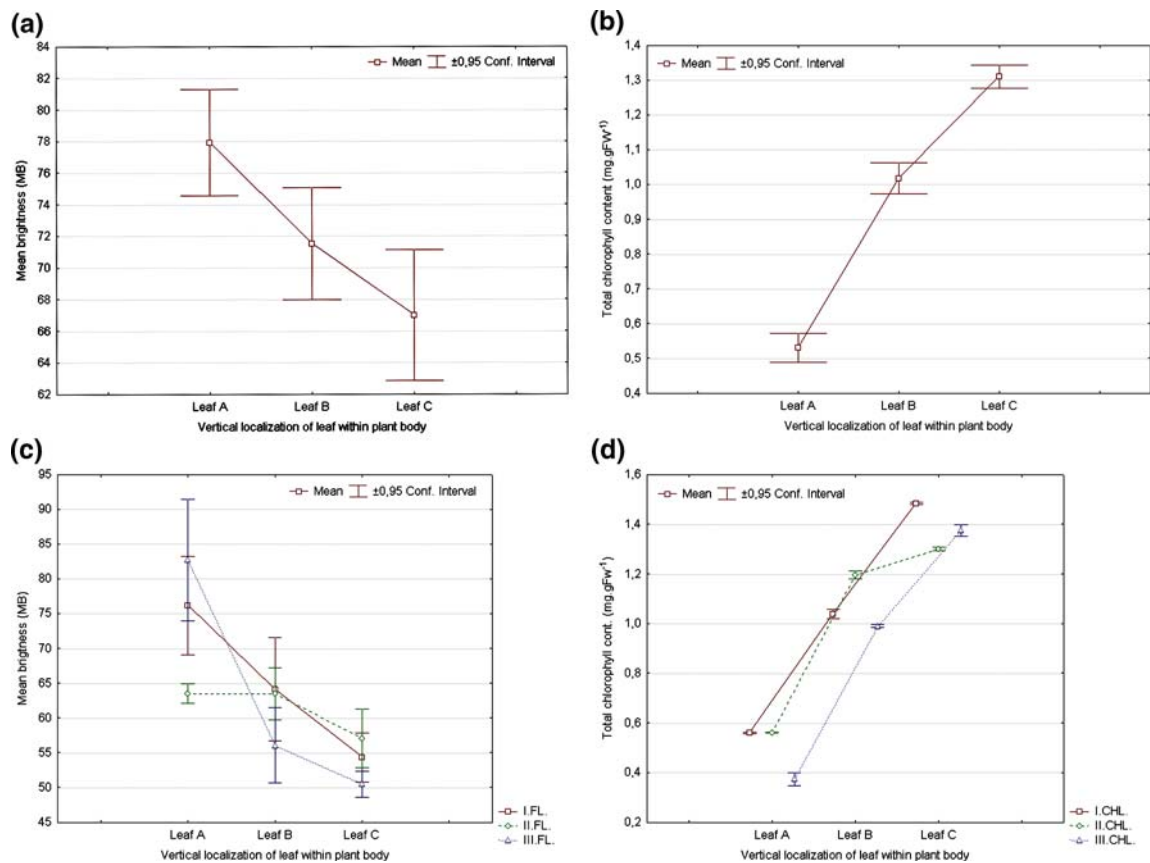 (a)
84
82
80
78
76
74
72
70
68
66
64
62
Mean brightness (MB)
Mean ±0,95 Conf. Interval
Leaf A Leaf B Leaf C
Vertical localization of leaf within plant body
(b)
1,4
1,3
1,2
1,1
1,0
0,9
0,8
0,7
0,6
0,5
0,4
Total chlorophyll content (mg.gFW⁻¹)
Mean ±0,95 Conf. Interval
Leaf A Leaf B Leaf C
Vertical localization of leaf within plant body
(c)
95
90
85
80
75
70
65
60
55
50
45
Mean brigtness (MB)
Mean ±0,95 Conf. Interval
Leaf A Leaf B Leaf C
Vertical localization of leaf within plant body
I.FL.
II.FL.
III.FL.
(d)
1,6
1,4
1,2
1,0
0,8
0,6
0,4
0,2
Total chlorophyll cont. (mg.gFw⁻¹)
Mean ±0,95 Conf. Interval
Leaf A Leaf B Leaf C
Vertical localization of leaf within plant body
I.CHL.
II.CHL.
III.CHL.